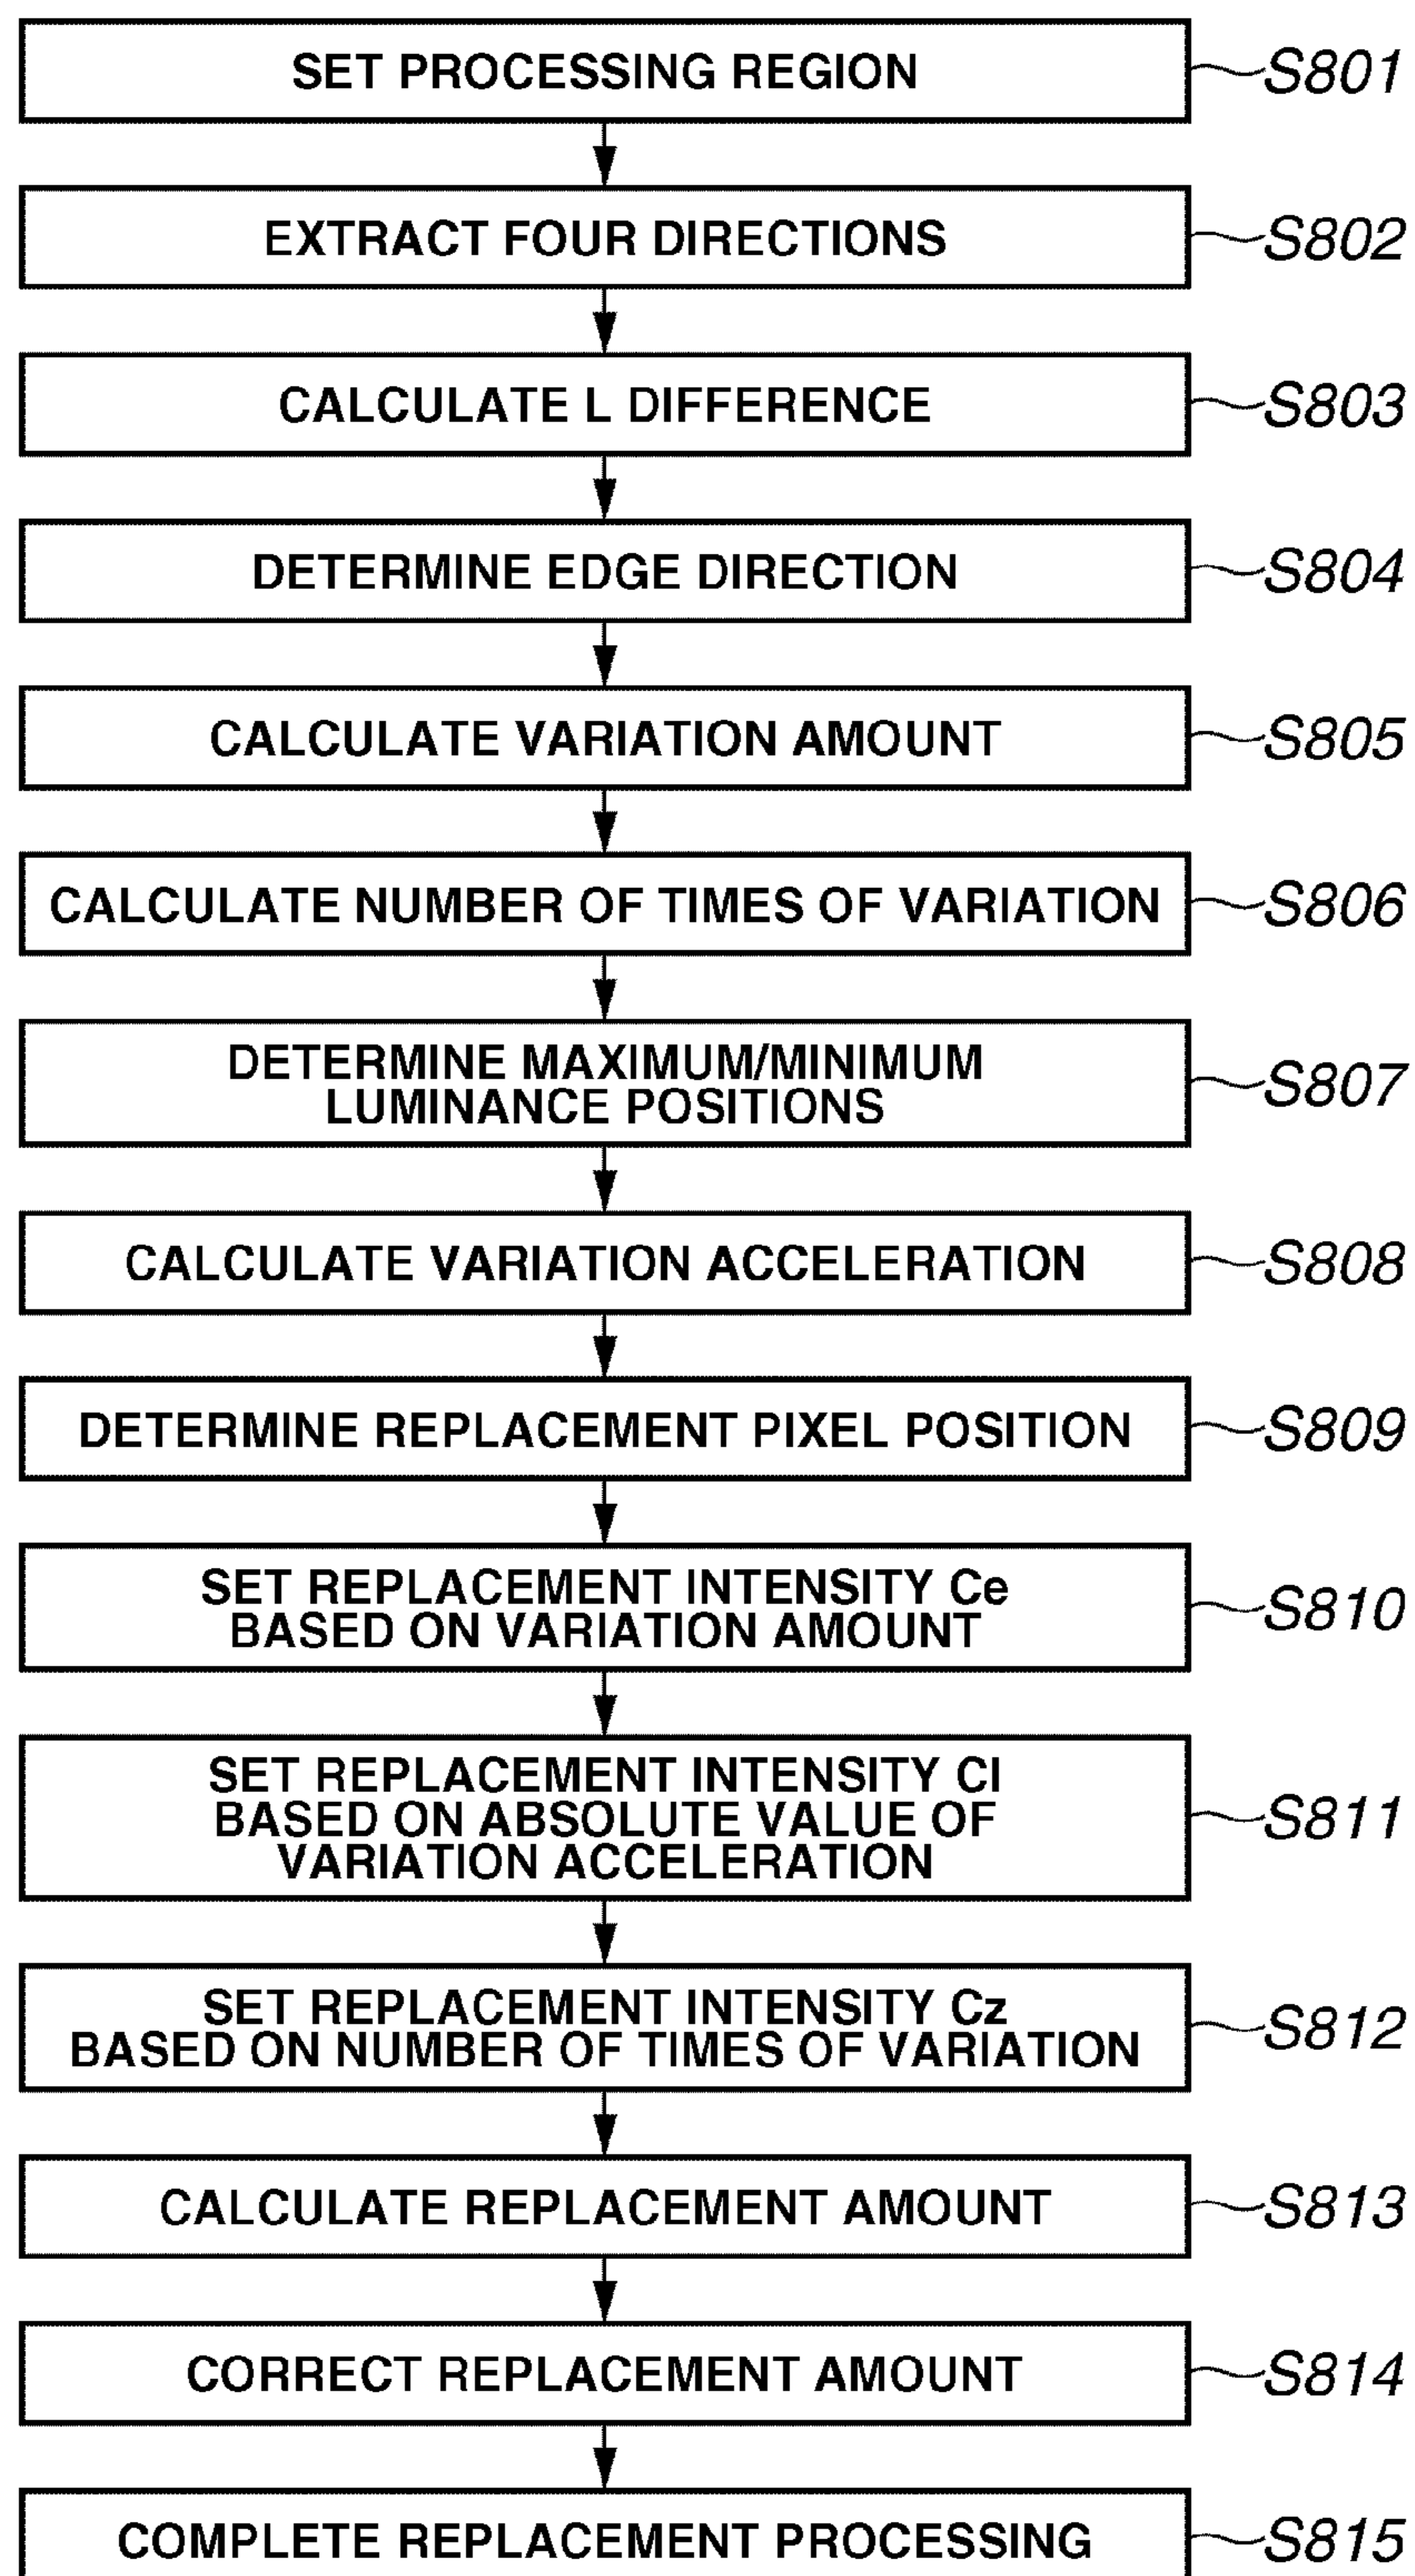 SET PROCESSING REGION
S801
EXTRACT FOUR DIRECTIONS
S802
CALCULATE L DIFFERENCE
S803
DETERMINE EDGE DIRECTION
S804
CALCULATE VARIATION AMOUNT
S805
CALCULATE NUMBER OF TIMES OF VARIATION
S806
DETERMINE MAXIMUM/MINIMUM
LUMINANCE POSITIONS
S807
CALCULATE VARIATION ACCELERATION
S808
DETERMINE REPLACEMENT PIXEL POSITION
S809
SET REPLACEMENT INTENSITY Ce
BASED ON VARIATION AMOUNT
S810
SET REPLACEMENT INTENSITY Cl
BASED ON ABSOLUTE VALUE OF
VARIATION ACCELERATION
S811
SET REPLACEMENT INTENSITY Cz
BASED ON NUMBER OF TIMES OF VARIATION
S812
CALCULATE REPLACEMENT AMOUNT
S813
CORRECT REPLACEMENT AMOUNT
S814
COMPLETE REPLACEMENT PROCESSING
S815